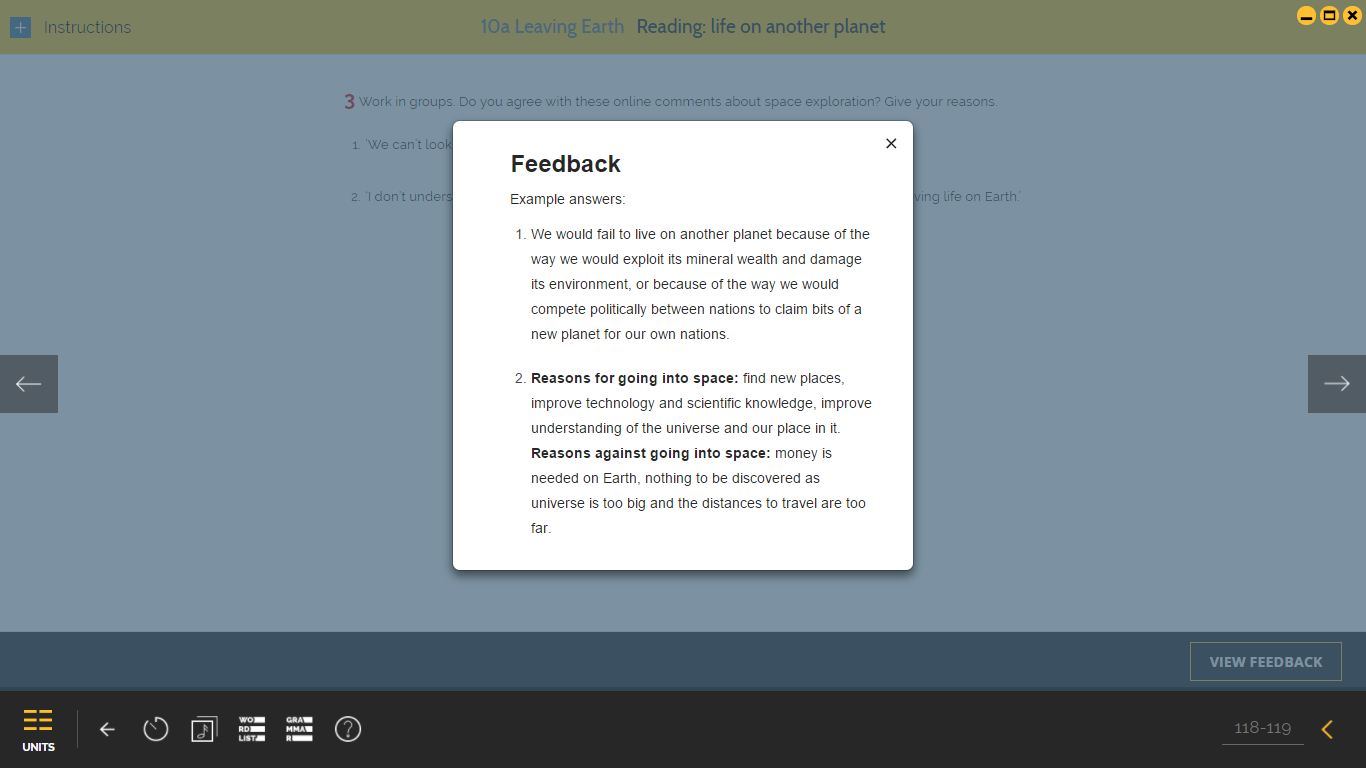 Instructions
10a Leaving Earth Reading: life on another planet
3 Work in groups. Do you agree with these online comments about space exploration? Give your reasons.
1. 'We can't look
2. 'I don't unders
ving life on Earth.'
Feedback
Example answers:
1. We would fail to live on another planet because of the
way we would exploit its mineral wealth and damage
its environment, or because of the way we would
compete politically between nations to claim bits of a
new planet for our own nations.
2. Reasons for going into space: find new places,
improve technology and scientific knowledge, improve
understanding of the universe and our place in it.
Reasons against going into space: money is
needed on Earth, nothing to be discovered as
universe is too big and the distances to travel are too
far.
VIEW FEEDBACK
UNITS
WO
RD
LIST
GRA
MMA
R
118-119